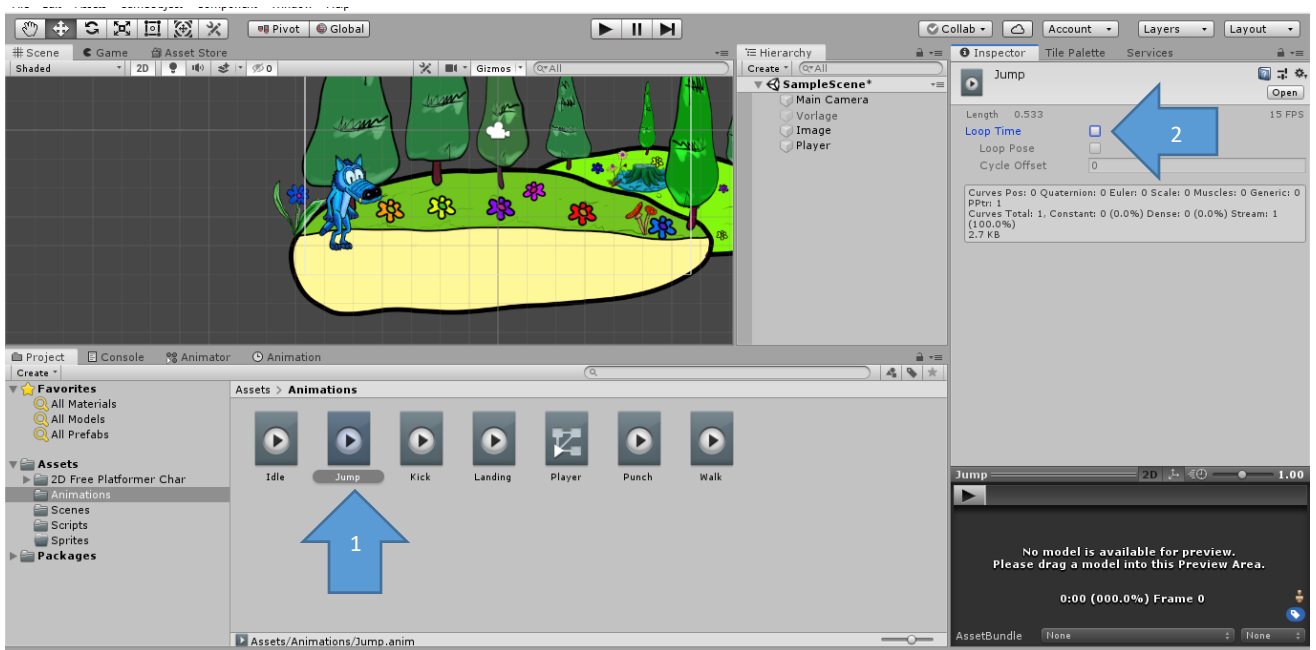 Pivot Global Collab Account Layers Layout
Scene Game Asset Store
Shaded 2D 0 Gizmos All
Hierarchy
Create All
SampleScene*
Main Camera
Vorlage
Image
Player
Inspector Tile Palette Services
Jump
Open
Length 0.533 15 FPS
Loop Time
Loop Pose
Cycle Offset 0
2
Curves Pos: 0 Quaternion: 0 Euler: 0 Scale: 0 Muscles: 0 Generic: 0
PPtr: 1
Curves Total: 1, Constant: 0 (0.0%) Dense: 0 (0.0%) Stream: 1
(100.0%)
2.7 KB
Project Console Animator Animation
Create
Favorites
All Materials
All Models
All Prefabs
Assets
2D Free Platformer Char
Animations
Scenes
Scripts
Sprites
Packages
Assets > Animations
Idle Jump Kick Landing Player Punch Walk
1
Assets/Animations/Jump.anim
Jump 2D 1.00
No model is available for preview.
Please drag a model into this Preview Area.
0:00 (000.0%) Frame 0
AssetBundle None None